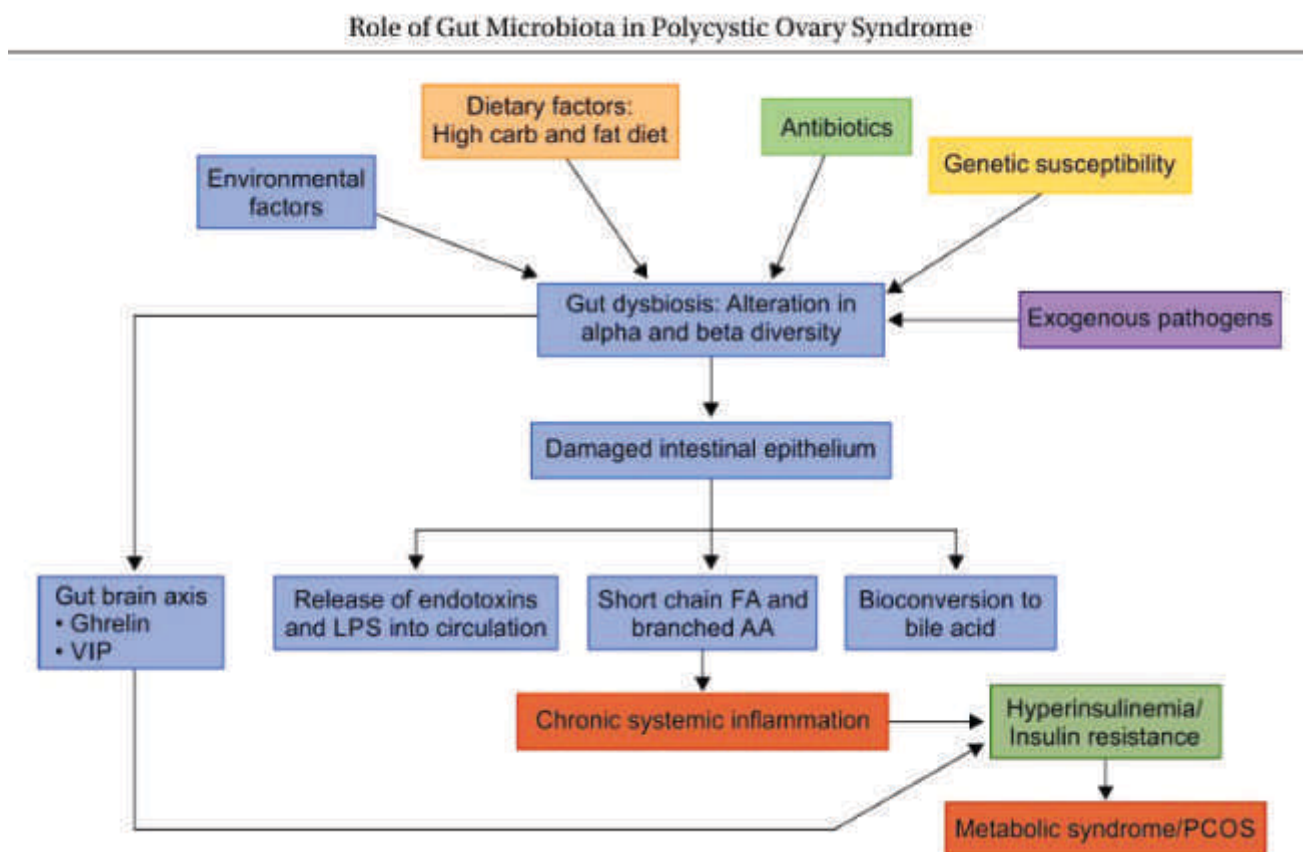 Role of Gut Microbiota in Polycystic Ovary Syndrome
Dietary factors:
High carb and fat diet
Antibiotics
Genetic susceptibility
Environmental
factors
Gut dysbiosis: Alteration in
alpha and beta diversity
Exogenous pathogens
Damaged intestinal epithelium
Gut brain axis
• Ghrelin
• VIP
Release of endotoxins
and LPS into circulation
Short chain FA and
branched AA
Bioconversion to
bile acid
Chronic systemic inflammation
Hyperinsulinemia/
Insulin resistance
Metabolic syndrome/PCOS